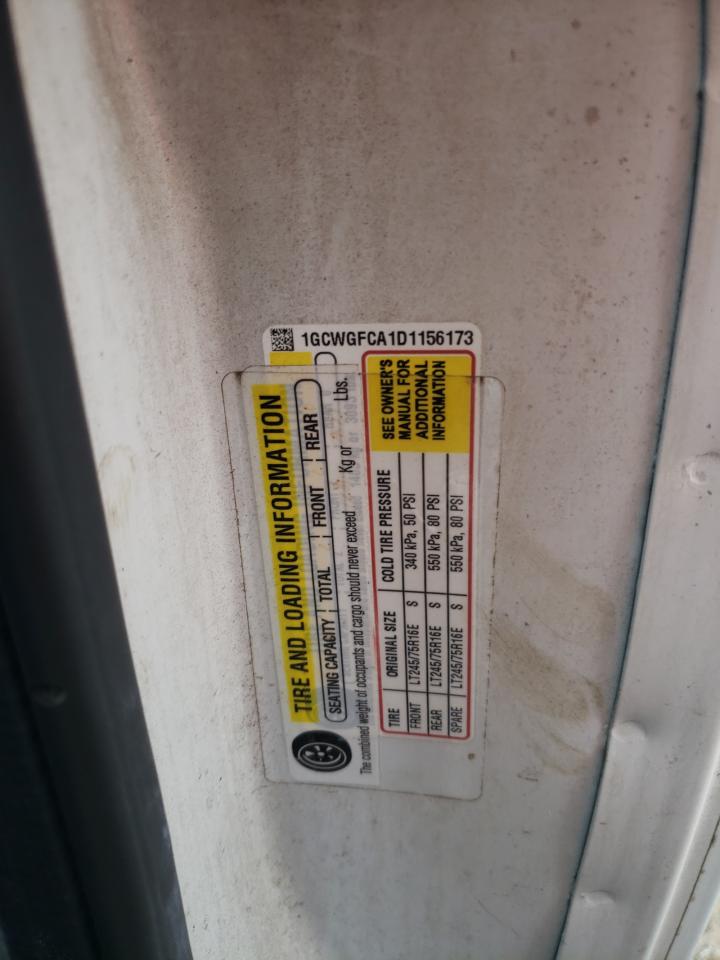 1GCWGFCA1D1156173
TIRE AND LOADING INFORMATION
SEATING CAPACITY TOTAL FRONT REAR
The combined weight of occupants and cargo should never exceed Kg or Lbs.
TIRE ORIGINAL SIZE COLD TIRE PRESSURE
FRONT LT245/75R16E S 340 kPa, 50 PSI
REAR LT245/75R16E S 550 kPa, 80 PSI
SPARE LT245/75R16E S 550 kPa, 80 PSI
SEE OWNER'S
MANUAL FOR
ADDITIONAL
INFORMATION